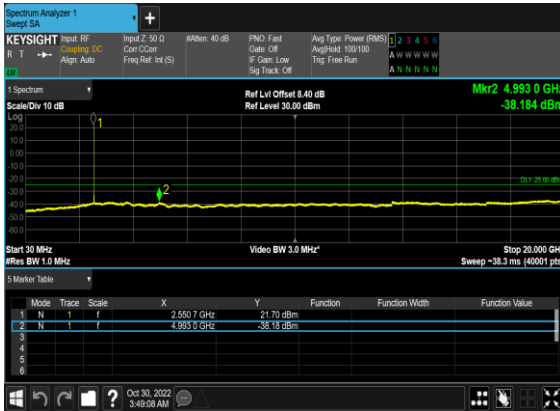 Spectrum Analyzer 1
Swept SA
+
KEYSIGHT Input: RF Input Z: 50 Ω #Atten: 40 dB PNO: Fast Avg Type: Power (RMS) 1 2 3 4 5 6
R T Coupling: DC Corr CCorr Gate: Off Avg|Hold: 100/100 A W W W W W
Align: Auto Freq Ref: Int (S) IF Gain: Low Trig: Free Run
Sig Track: Off A N N N N N
1 Spectrum
Ref Lvl Offset 8.40 dB Mkr2 4.993 0 GHz
Scale/Div 10 dB Ref Level 30.00 dBm -38.184 dBm
Log
20.0
10.0
0.00
-10.0
-20.0
-30.0
-40.0
-50.0
-60.0
1
2
DL1 -25.00 dBm
Start 30 MHz Video BW 3.0 MHz* Stop 20.000 GHz
#Res BW 1.0 MHz Sweep ~38.3 ms (40001 pts)
5 Marker Table
Mode Trace Scale X Y Function Function Width Function Value
1 N 1 f 2.550 7 GHz 21.70 dBm
2 N 1 f 4.993 0 GHz -38.18 dBm
3
4
5
6
? Oct 30, 2022
3:49:08 AM